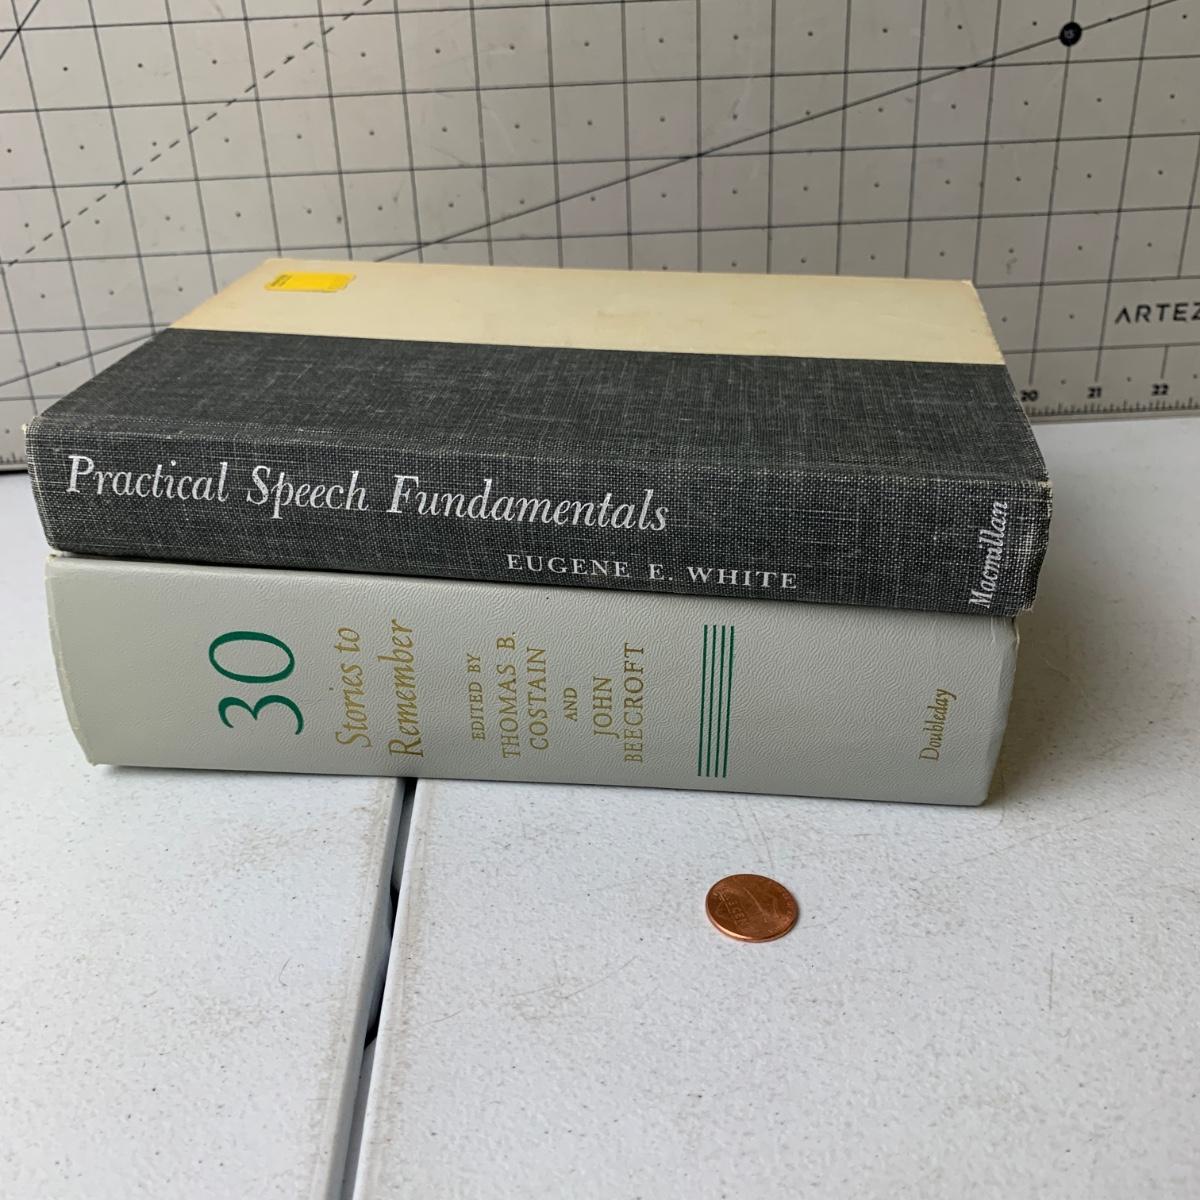 15
ARTEZ
20 21 22
Practical Speech Fundamentals
EUGENE E. WHITE
Macmillan
30
Stories to
Remember
EDITED BY
THOMAS B.
COSTAIN
AND
JOHN
BEECROFT
Doubleday